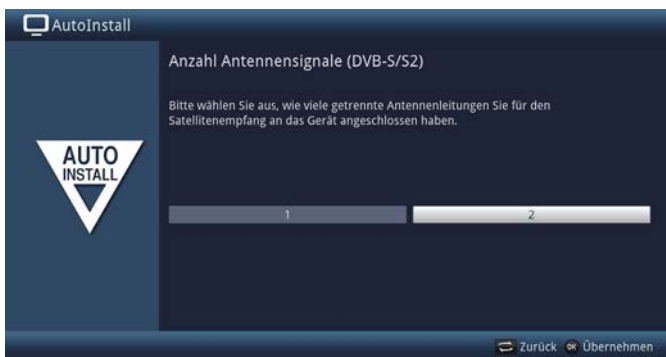 AutoInstall
Anzahl Antennensignale (DVB-S/S2)
Bitte wählen Sie aus, wie viele getrennte Antennenleitungen Sie für den
Satellitenempfang an das Gerät angeschlossen haben.
AUTO
INSTALL
1 2
Zurück OK Übernehmen